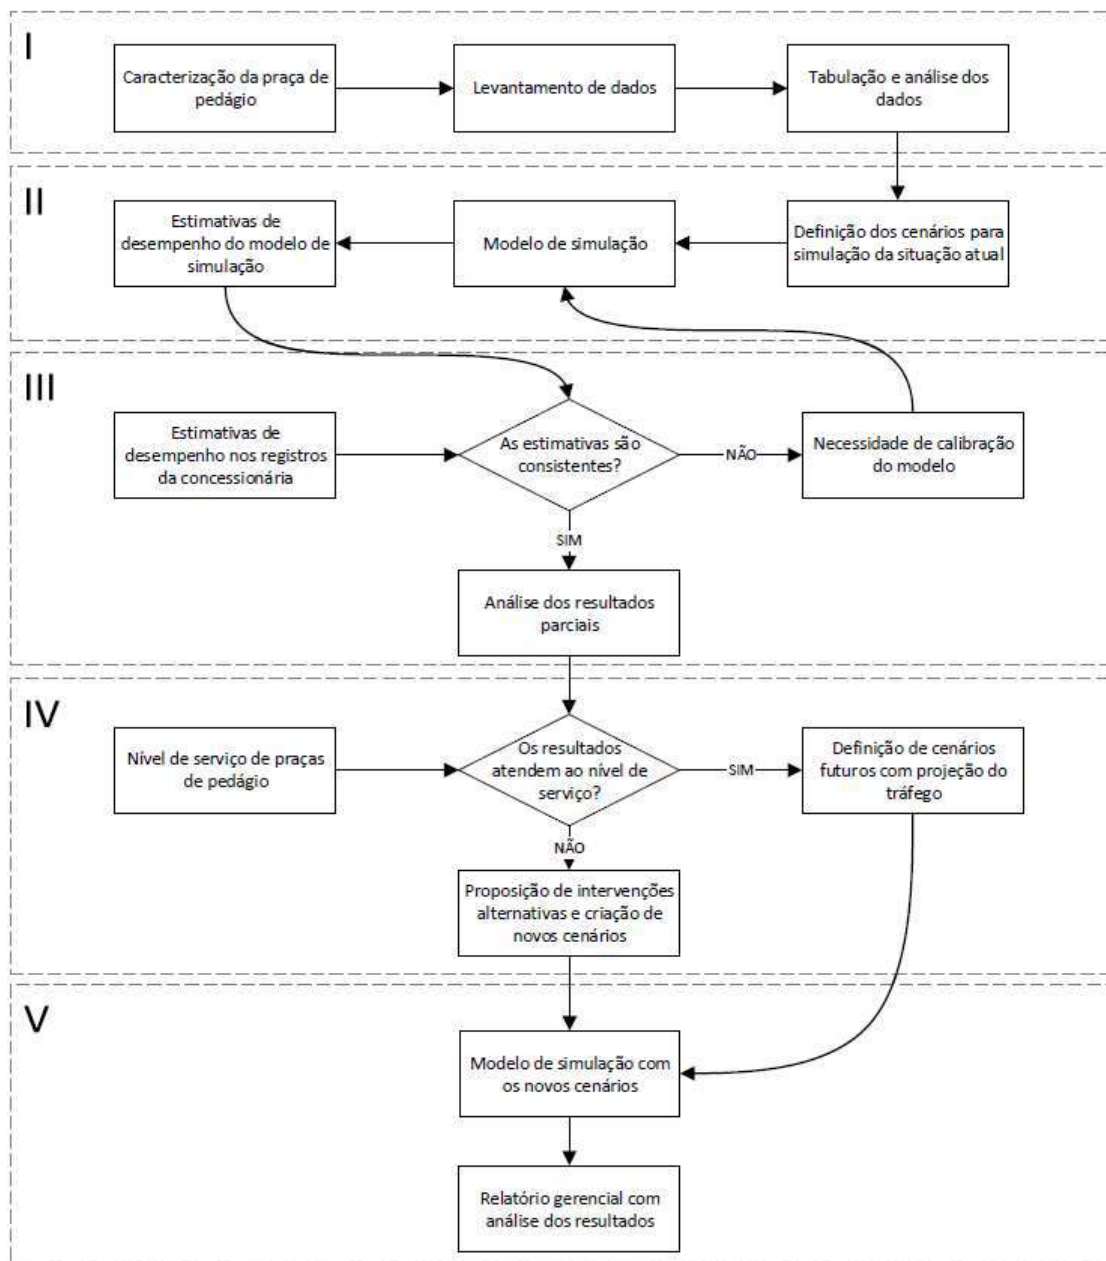 I
Caracterização da praça de
pedágio
Levantamento de dados
Tabulação e análise dos
dados
II
Estimativas de
desempenho do modelo de
simulação
Modelo de simulação
Definição dos cenários para
simulação da situação atual
III
Estimativas de
desempenho nos registros
da concessionária
As estimativas são
consistentes?
NÃO
Necessidade de calibração
do modelo
SIM
Análise dos resultados
parciais
IV
Nível de serviço de praças
de pedágio
Os resultados
atendem ao nível de
serviço?
SIM
Definição de cenários
futuros com projeção do
tráfego
NÃO
Proposição de intervenções
alternativas e criação de
novos cenários
V
Modelo de simulação com
os novos cenários
Relatório gerencial com
análise dos resultados